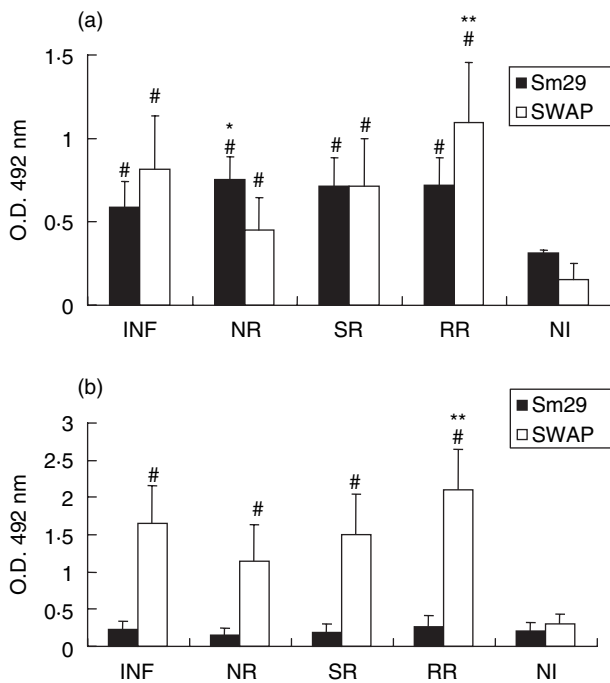 (a)
1·5
**
#
Sm29
SWAP
#
*
#
#
#
#
#
#
1
0·5
0
O.D. 492 nm
INF NR SR RR NI
(b)
3
Sm29
SWAP
2·5
**
#
2
#
#
#
1·5
1
0·5
0
O.D. 492 nm
INF NR SR RR NI